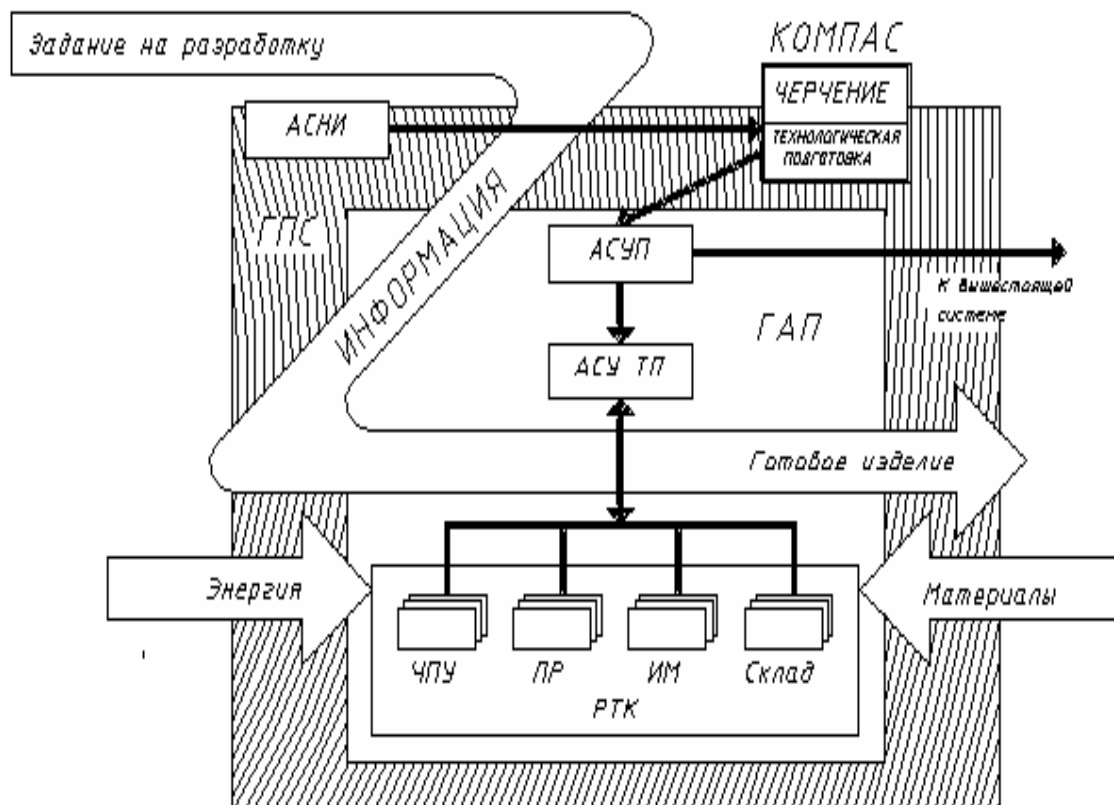 Задание на разработку
КОМПАС
ЧЕРЧЕНИЕ
АСНИ
ТЕХНОЛОГИЧЕСКАЯ
ПОДГОТОВКА
ГПС
ИНФОРМАЦИЯ
АСУП
К вышестоящей
системе
ГАП
АСУ ТП
Готовое изделие
Энергия
Материалы
ЧПУ
ПР
ИМ
Склад
РТК